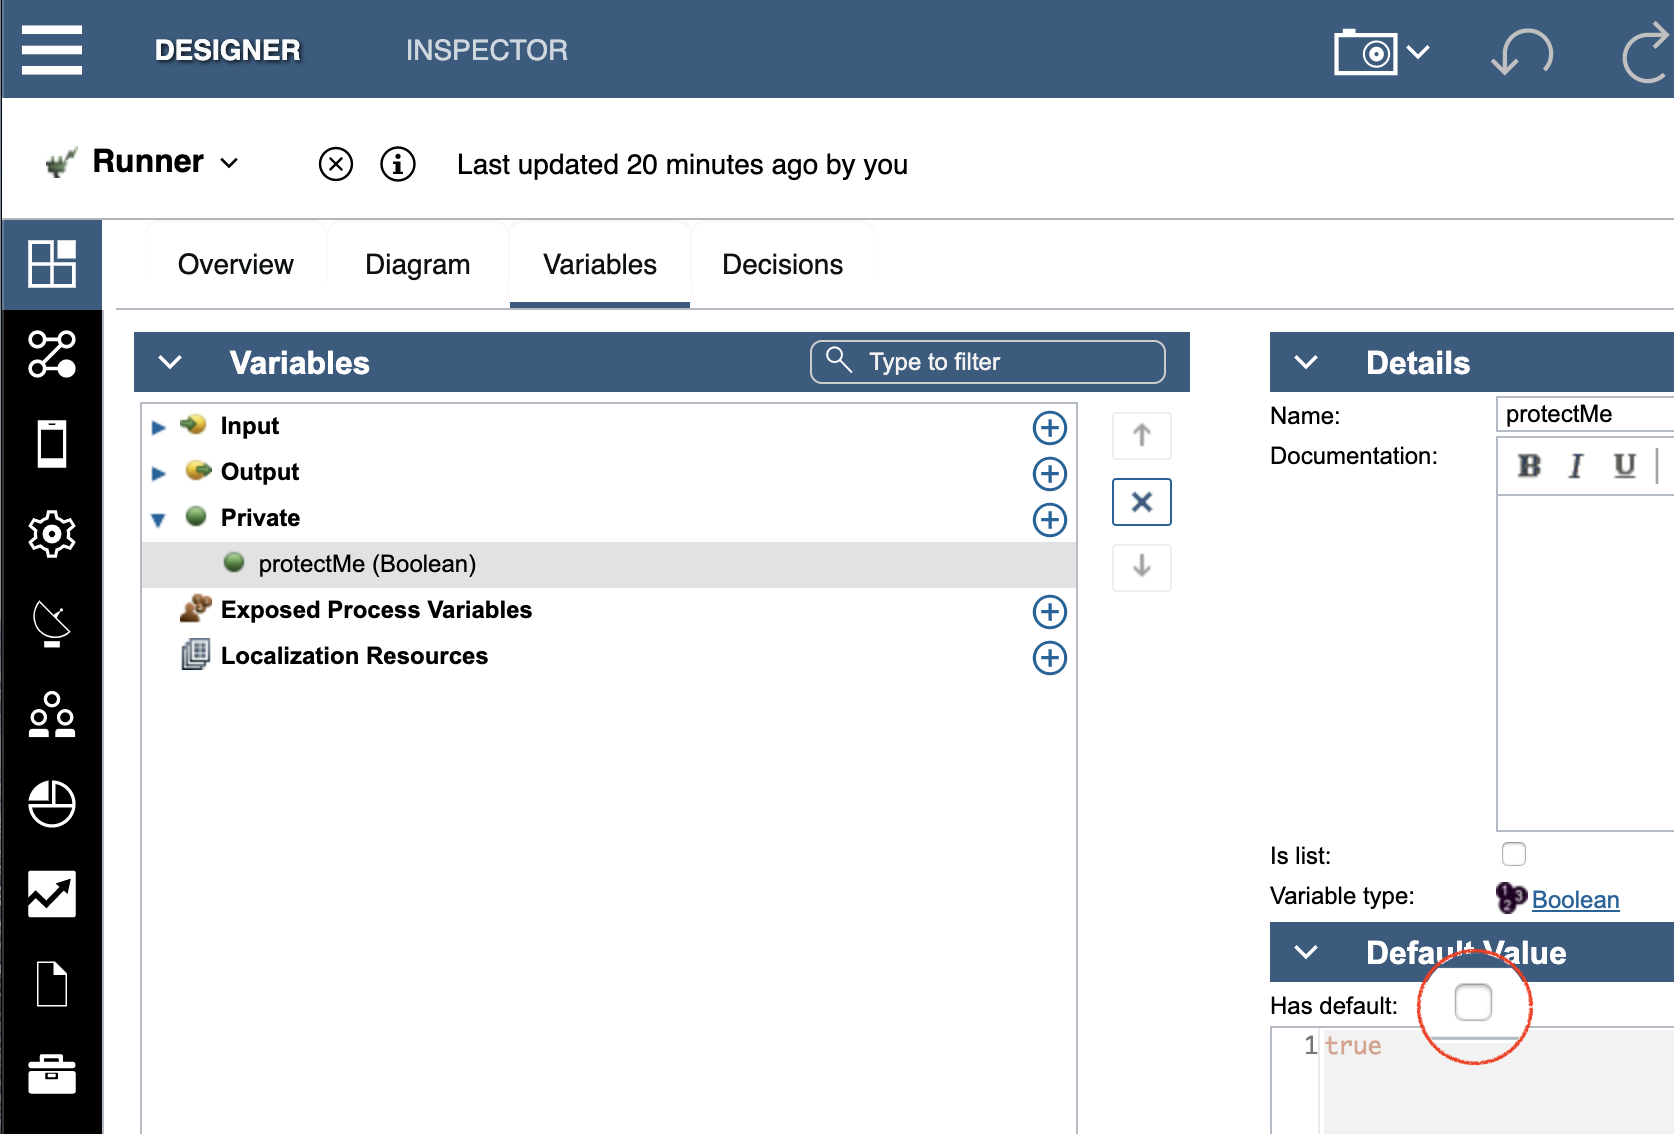 DESIGNER INSPECTOR
Runner Last updated 20 minutes ago by you
Overview Diagram Variables Decisions
Variables Type to filter
Input
Output
Private
protectMe (Boolean)
Exposed Process Variables
Localization Resources
Details
Name: protectMe
Documentation: B I U
Is list:
Variable type: Boolean
Default Value
Has default:
1 true